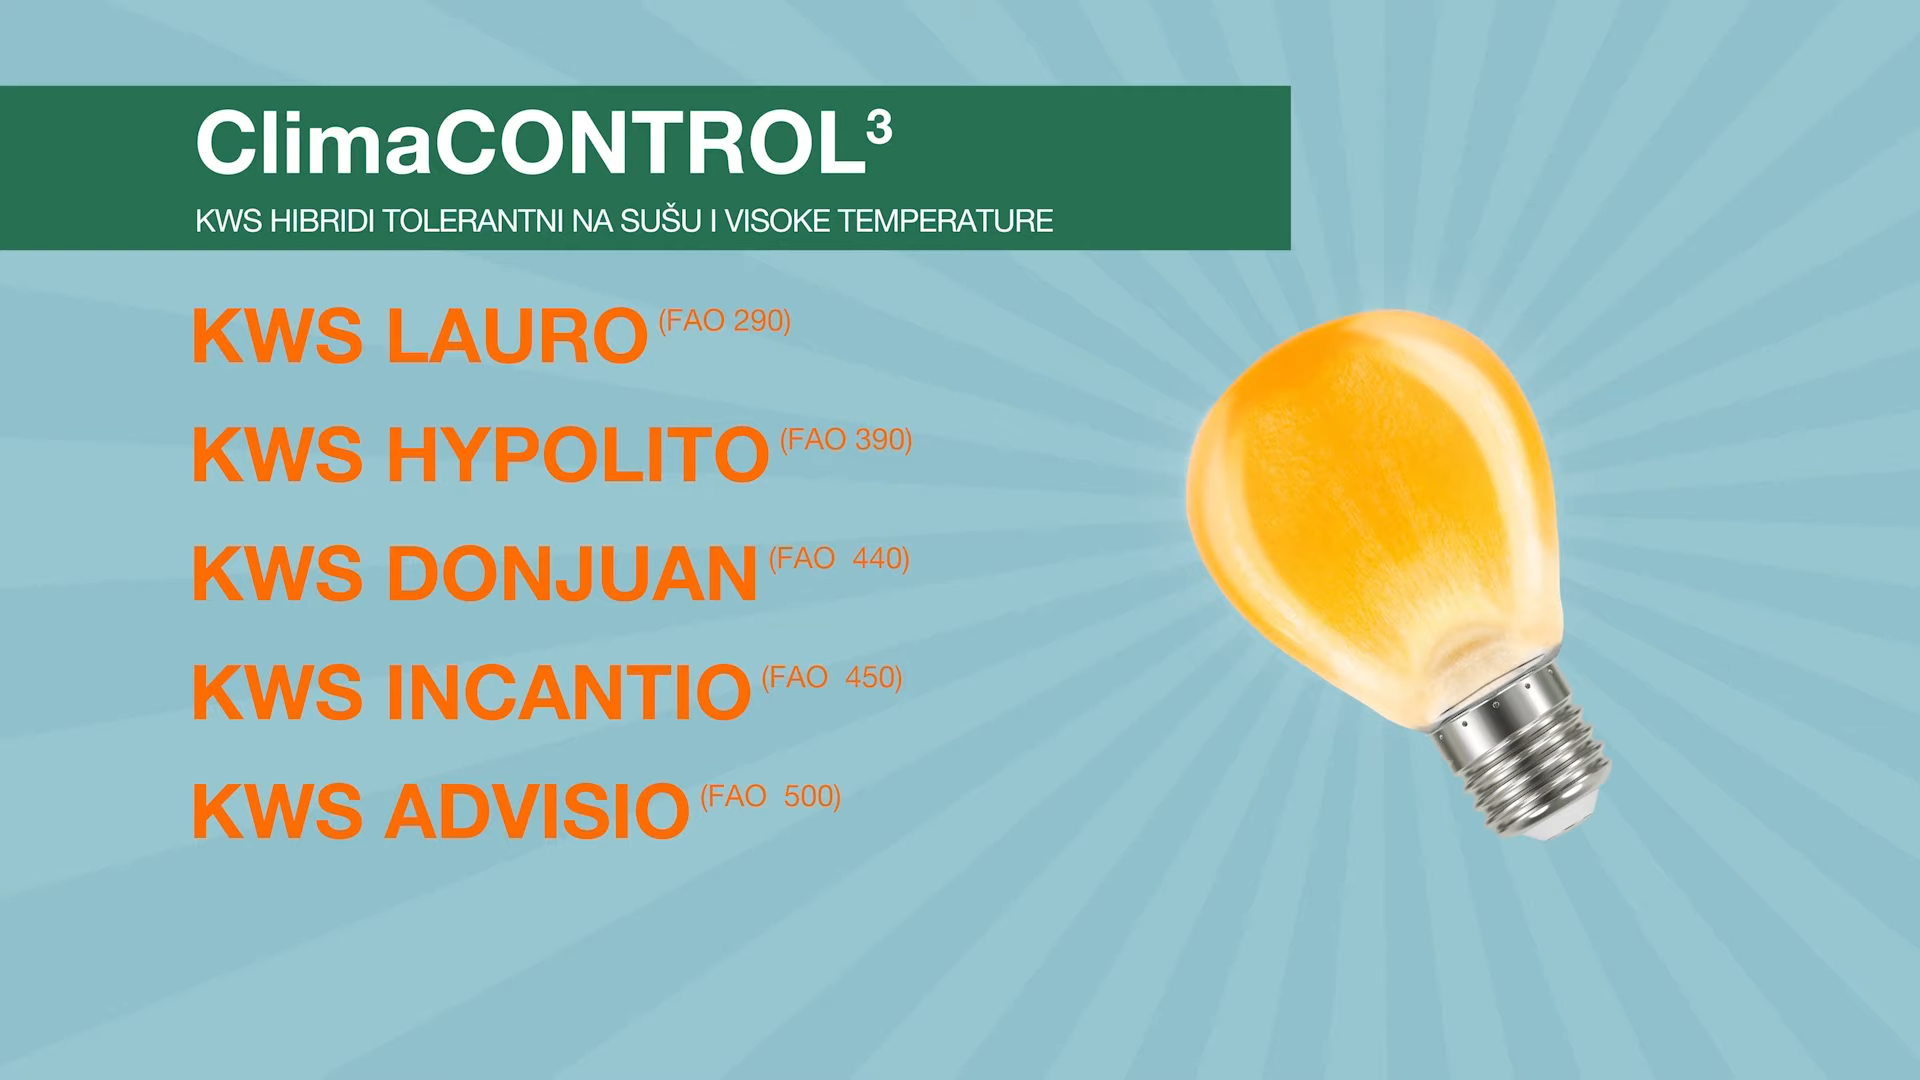 ClimaCONTROL³
KWS HIBRIDI TOLERANTNI NA SUŠU I VISOKE TEMPERATURE
KWS LAURO (FAO 290)
KWS HYPOLITO (FAO 390)
KWS DONJUAN (FAO 440)
KWS INCANTIO (FAO 450)
KWS ADVISIO (FAO 500)